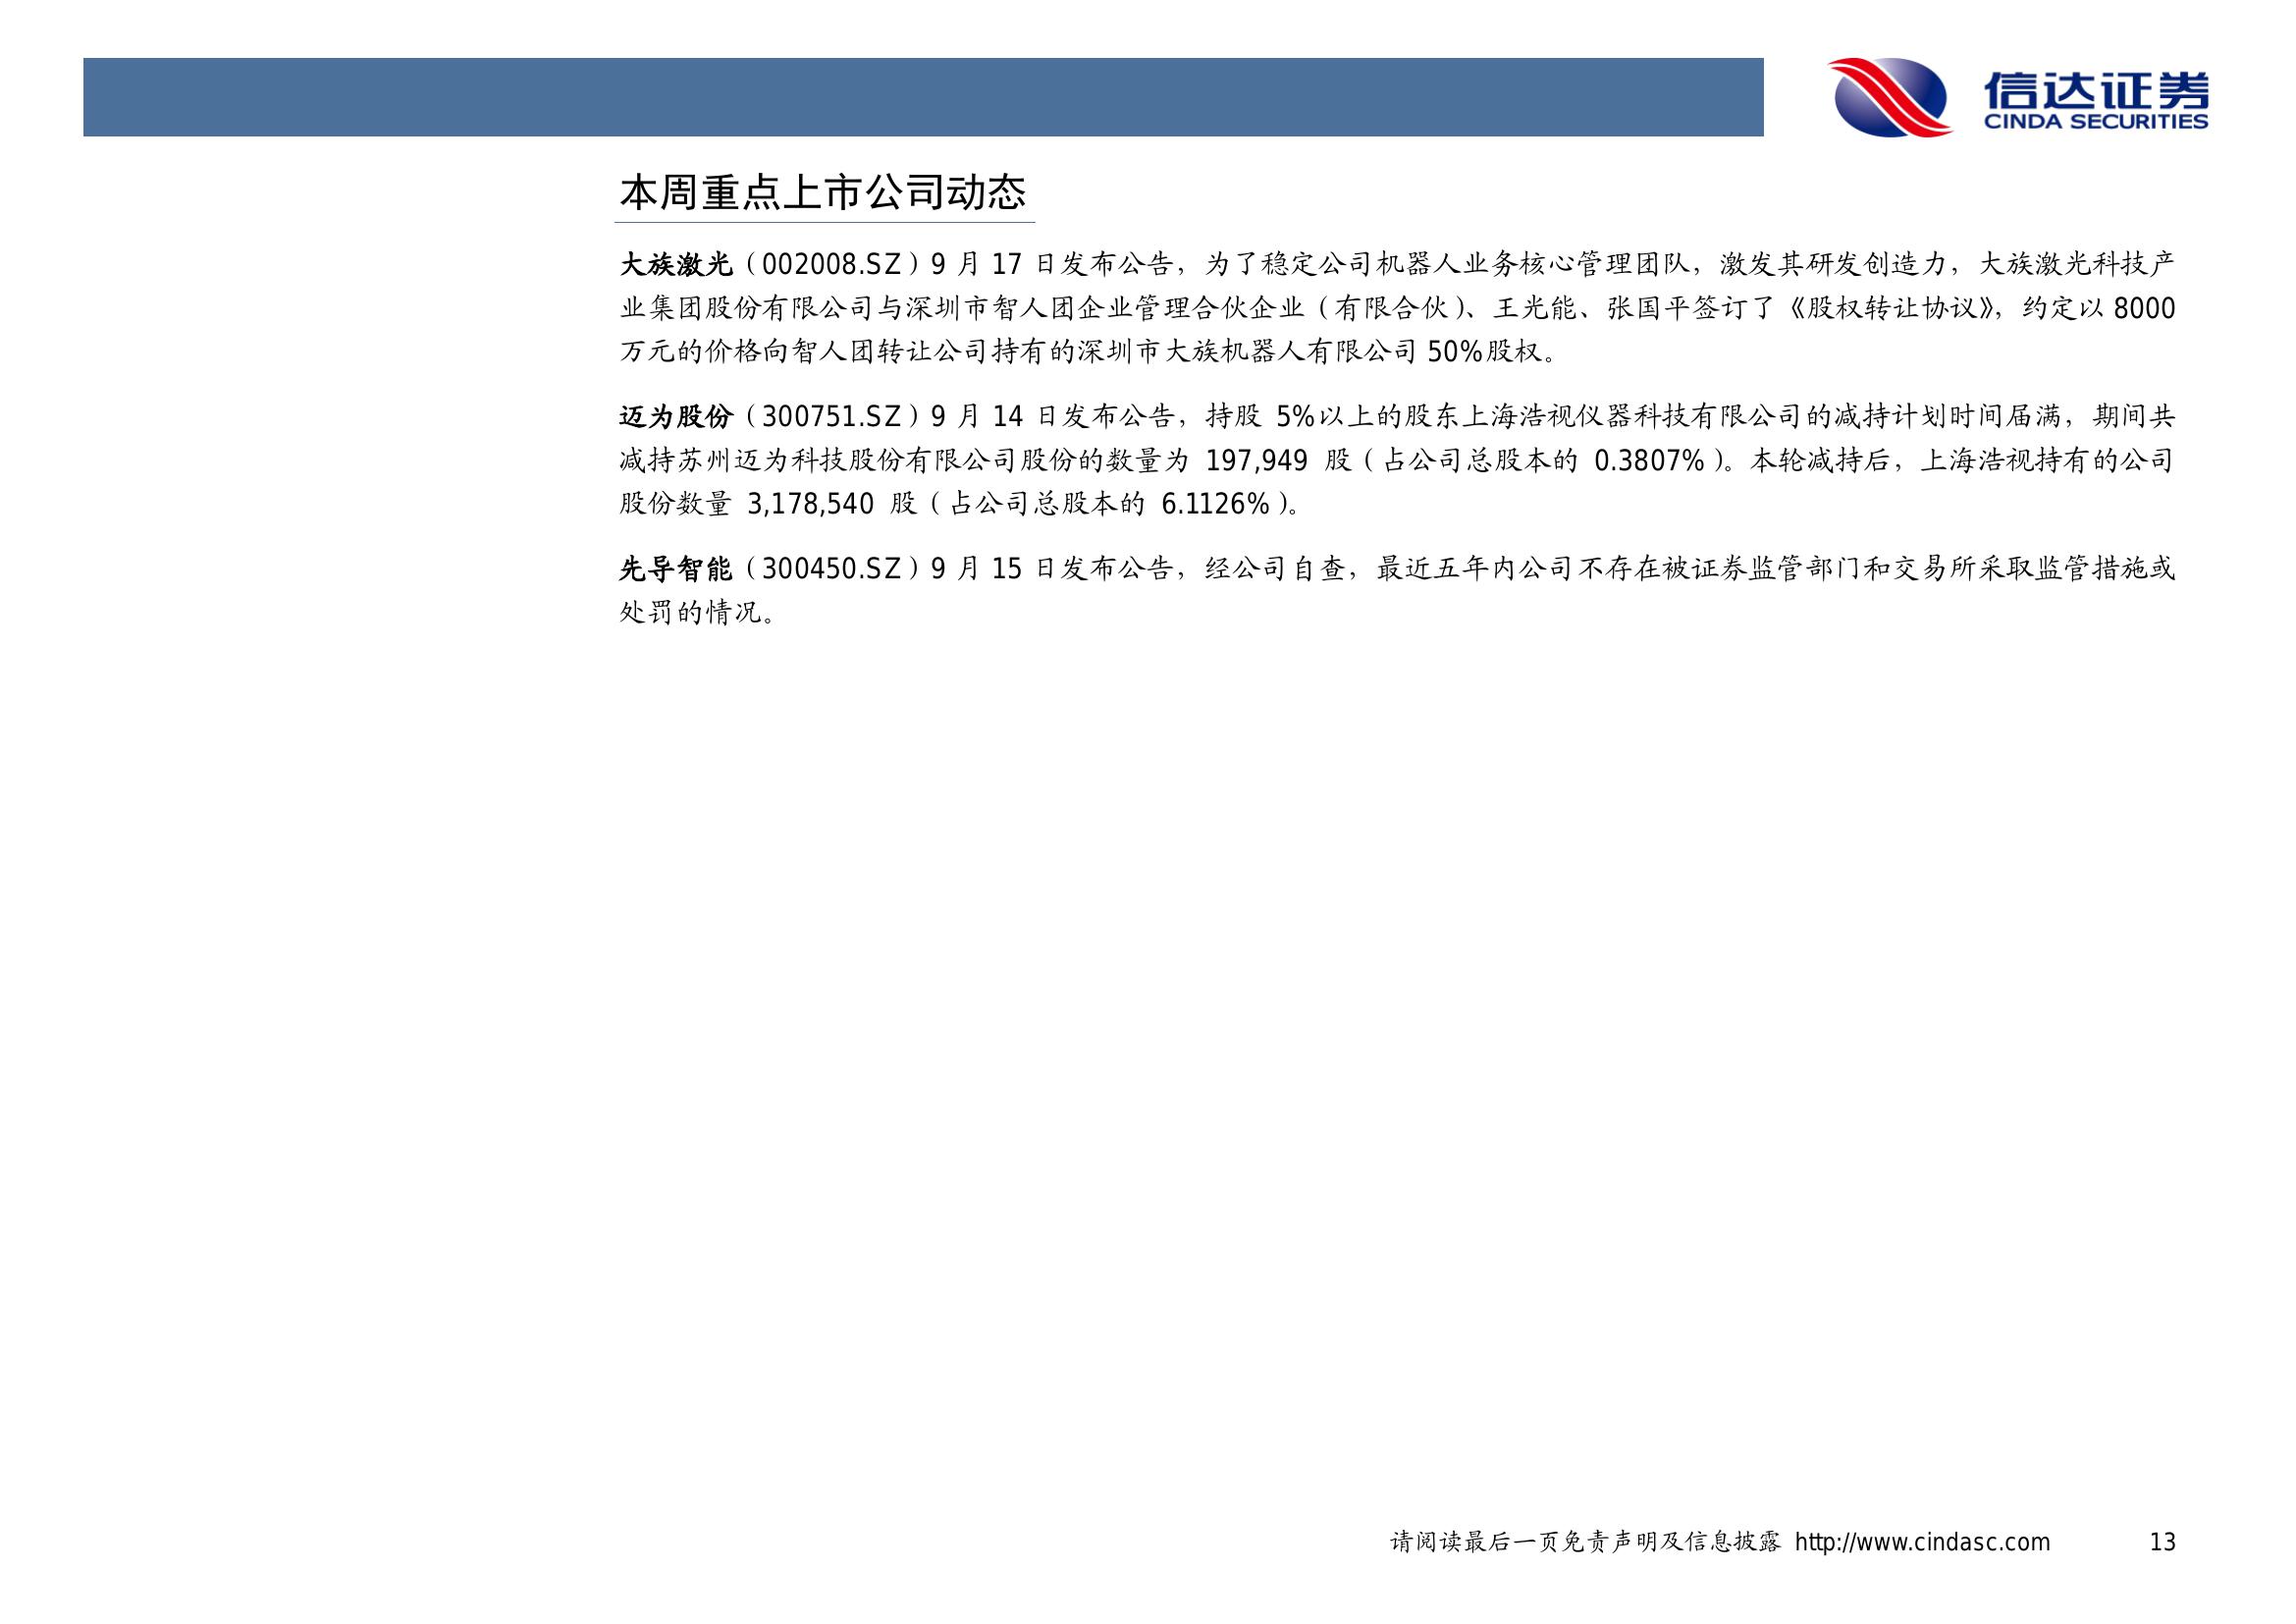 信达证券
CINDA SECURITIES
本周重点上市公司动态
大族激光（002008.SZ）9 月 17 日发布公告，为了稳定公司机器人业务核心管理团队，激发其研发创造力，大族激光科技产
业集团股份有限公司与深圳市智人团企业管理合伙企业（有限合伙）、王光能、张国平签订了《股权转让协议》，约定以 8000
万元的价格向智人团转让公司持有的深圳市大族机器人有限公司 50%股权。
迈为股份（300751.SZ）9 月 14 日发布公告，持股 5%以上的股东上海浩视仪器科技有限公司的减持计划时间届满，期间共
减持苏州迈为科技股份有限公司股份的数量为 197,949 股（占公司总股本的 0.3807%）。本轮减持后，上海浩视持有的公司
股份数量 3,178,540 股（占公司总股本的 6.1126%）。
先导智能（300450.SZ）9 月 15 日发布公告，经公司自查，最近五年内公司不存在被证券监管部门和交易所采取监管措施或
处罚的情况。
请阅读最后一页免责声明及信息披露 http://www.cindasc.com 13